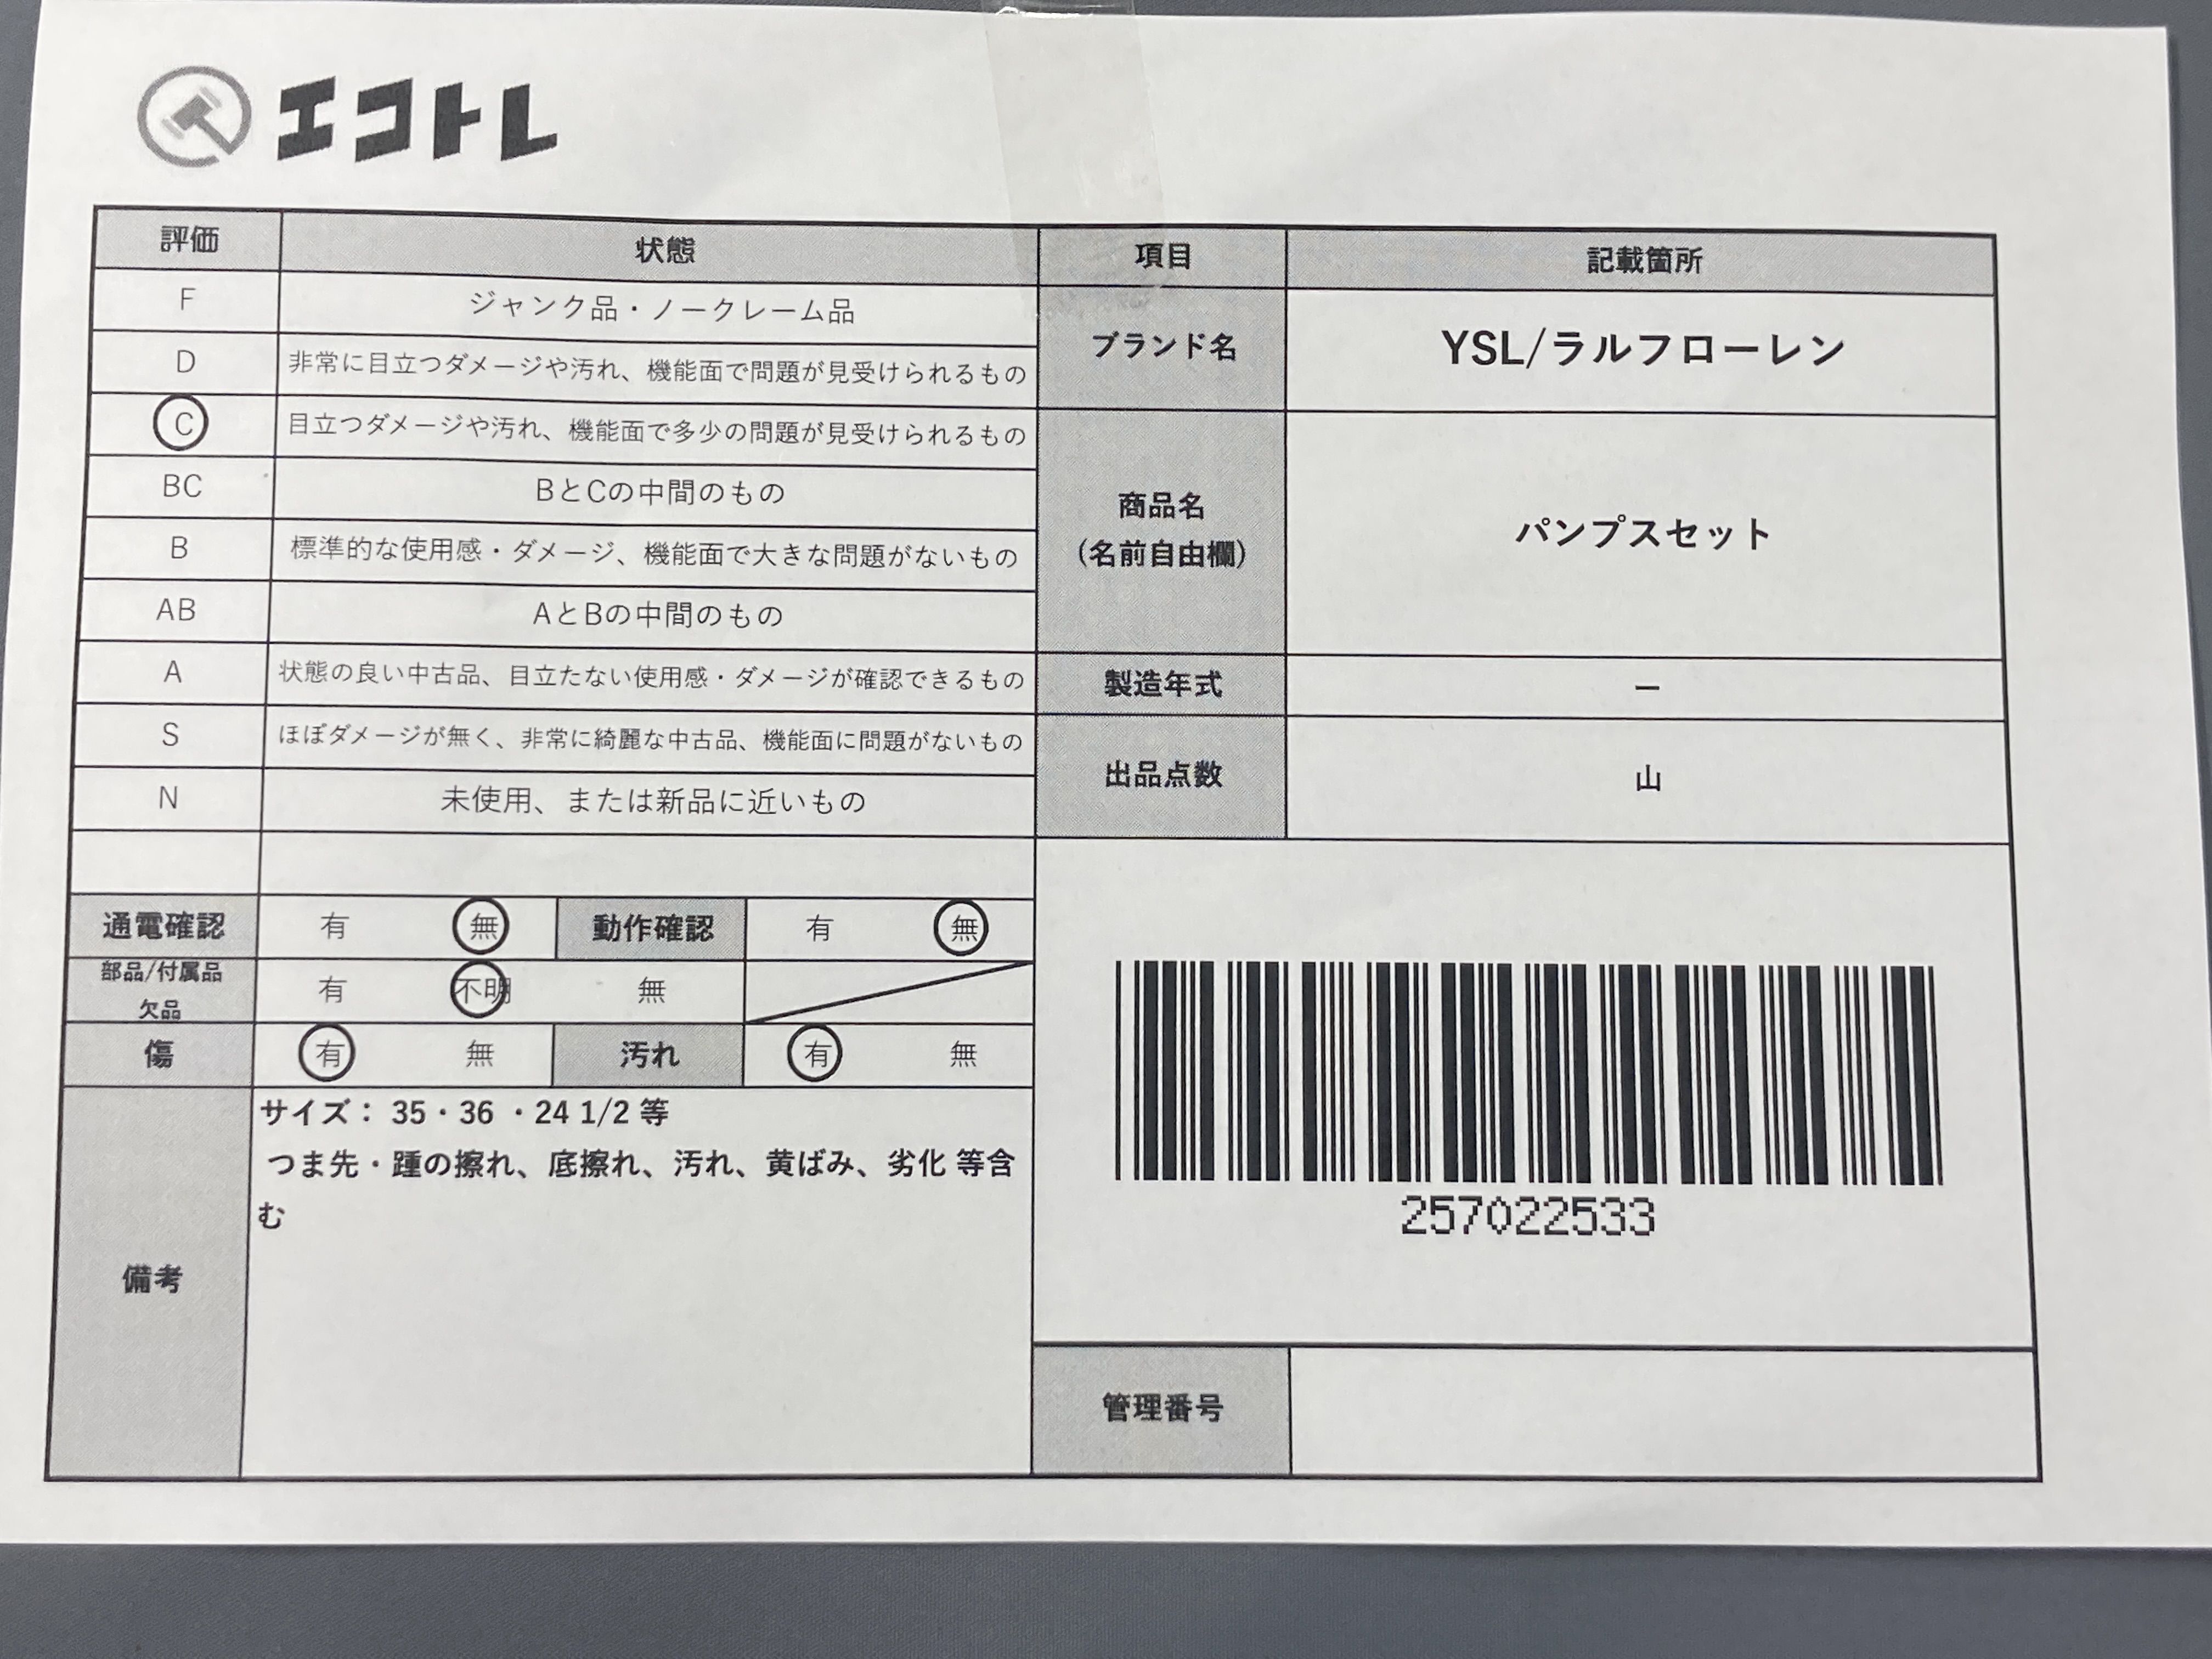 エコトレ
評価 状態 項目 記載箇所
F ジャンク品・ノークレーム品
D 非常に目立つダメージや汚れ、機能面で問題が見受けられるもの
ブランド名 YSL/ラルフローレン
C 目立つダメージや汚れ、機能面で多少の問題が見受けられるもの
BC BとCの中間のもの
B 標準的な使用感・ダメージ、機能面で大きな問題がないもの
商品名
(名前自由欄)
パンプスセット
AB AとBの中間のもの
A 状態の良い中古品、目立たない使用感・ダメージが確認できるもの
製造年式 ー
S ほぼダメージが無く、非常に綺麗な中古品、機能面に問題がないもの
出品点数 山
N 未使用、または新品に近いもの
通電確認 有 無 動作確認 有 無
部品/付属品
欠品
有 不明 無
傷 有 無 汚れ 有 無
備考
サイズ： 35・36 ・24 1/2 等
つま先・踵の擦れ、底擦れ、汚れ、黄ばみ、劣化 等含
む
257022533
管理番号